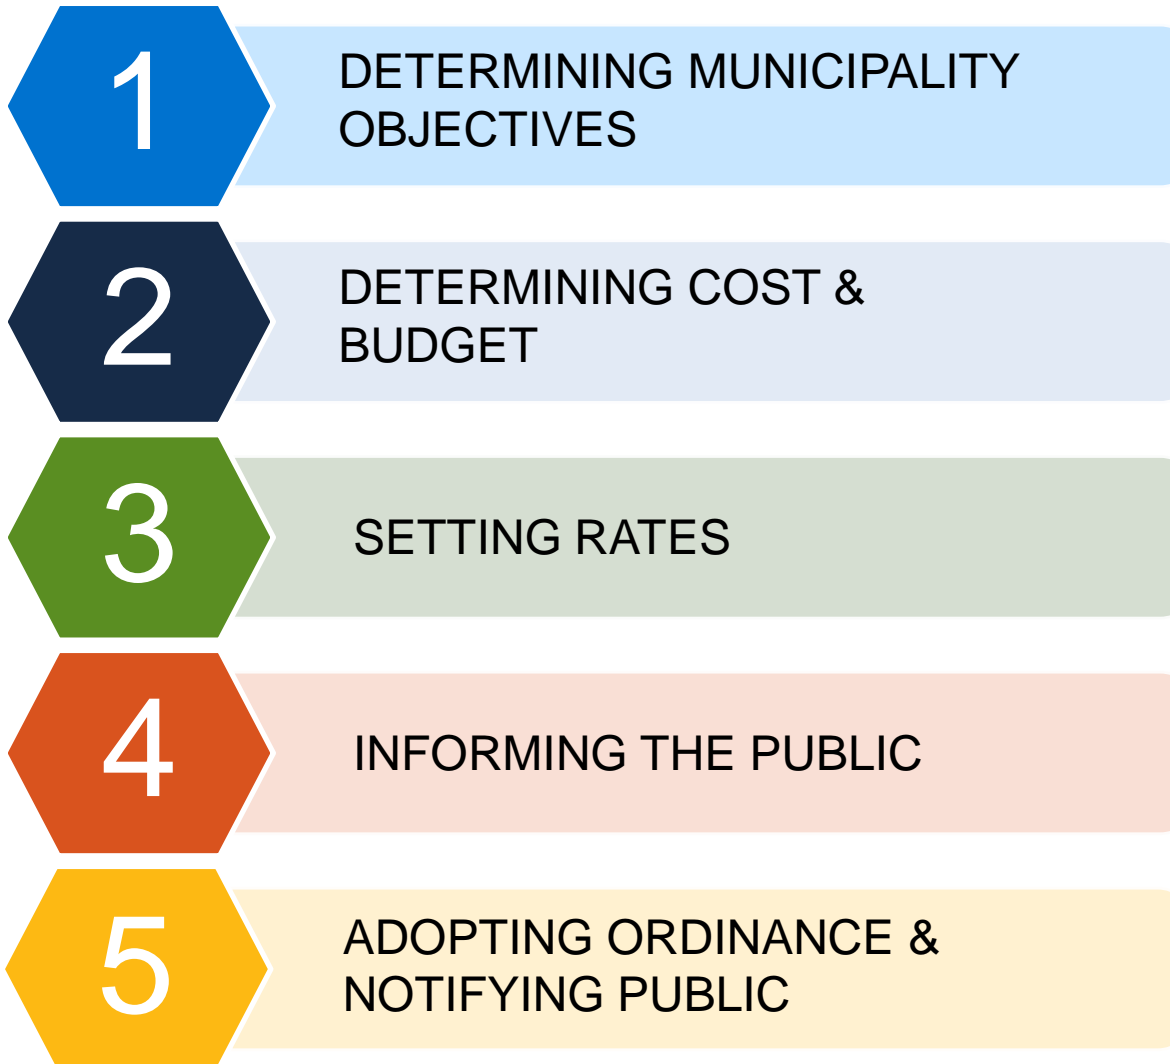 1
DETERMINING MUNICIPALITY
OBJECTIVES
2
DETERMINING COST &
BUDGET
3
SETTING RATES
4
INFORMING THE PUBLIC
5
ADOPTING ORDINANCE &
NOTIFYING PUBLIC